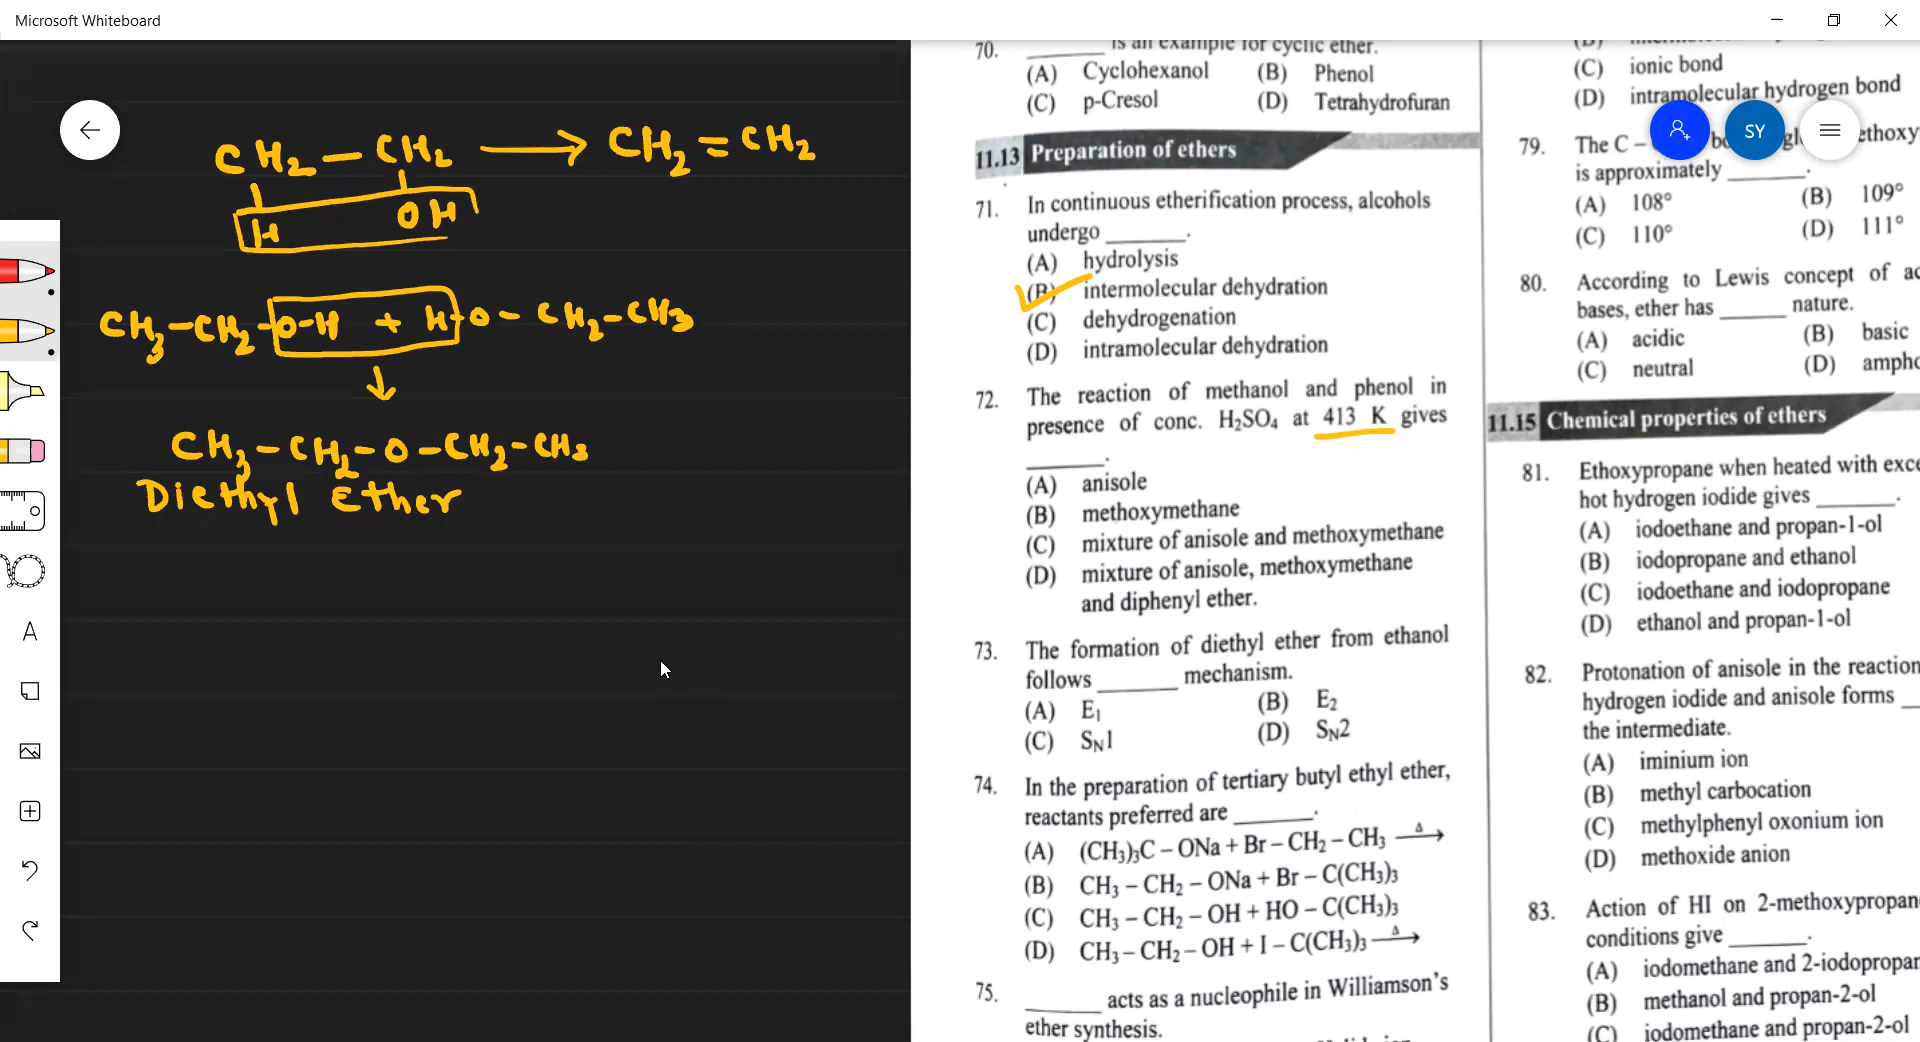 Microsoft Whiteboard
CH2 — CH2 → CH2 = CH2
H OH
CH3-CH2-O-H + H-O-CH2-CH3
↓
CH3-CH2-O-CH2-CH3
Diethyl Ether
A
SY
70. ______ is an example for cyclic ether.
(A) Cyclohexanol (B) Phenol
(C) p-Cresol (D) Tetrahydrofuran
11.13 Preparation of ethers
71. In continuous etherification process, alcohols
undergo ______.
(A) hydrolysis
(B) intermolecular dehydration
(C) dehydrogenation
(D) intramolecular dehydration
72. The reaction of methanol and phenol in
presence of conc. H2SO4 at 413 K gives
______.
(A) anisole
(B) methoxymethane
(C) mixture of anisole and methoxymethane
(D) mixture of anisole, methoxymethane
and diphenyl ether.
73. The formation of diethyl ether from ethanol
follows ______ mechanism.
(A) E1 (B) E2
(C) SN1 (D) SN2
74. In the preparation of tertiary butyl ethyl ether,
reactants preferred are ______.
(A) (CH3)3C – ONa + Br – CH2 – CH3 —Δ→
(B) CH3 – CH2 – ONa + Br – C(CH3)3
(C) CH3 – CH2 – OH + HO – C(CH3)3
(D) CH3 – CH2 – OH + I – C(CH3)3 —Δ→
75. ______ acts as a nucleophile in Williamson's
ether synthesis.
(C) ionic bond
(D) intramolecular hydrogen bond
79. The C –
is approximately ______.
(A) 108° (B) 109°
(C) 110° (D) 111°
80. According to Lewis concept of ac
bases, ether has ______ nature.
(A) acidic (B) basic
(C) neutral (D) ampho
11.15 Chemical properties of ethers
81. Ethoxypropane when heated with exce
hot hydrogen iodide gives ______.
(A) iodoethane and propan-1-ol
(B) iodopropane and ethanol
(C) iodoethane and iodopropane
(D) ethanol and propan-1-ol
82. Protonation of anisole in the reaction
hydrogen iodide and anisole forms __
the intermediate.
(A) iminium ion
(B) methyl carbocation
(C) methylphenyl oxonium ion
(D) methoxide anion
83. Action of HI on 2-methoxypropan
conditions give ______.
(A) iodomethane and 2-iodopropan
(B) methanol and propan-2-ol
(C) iodomethane and propan-2-ol